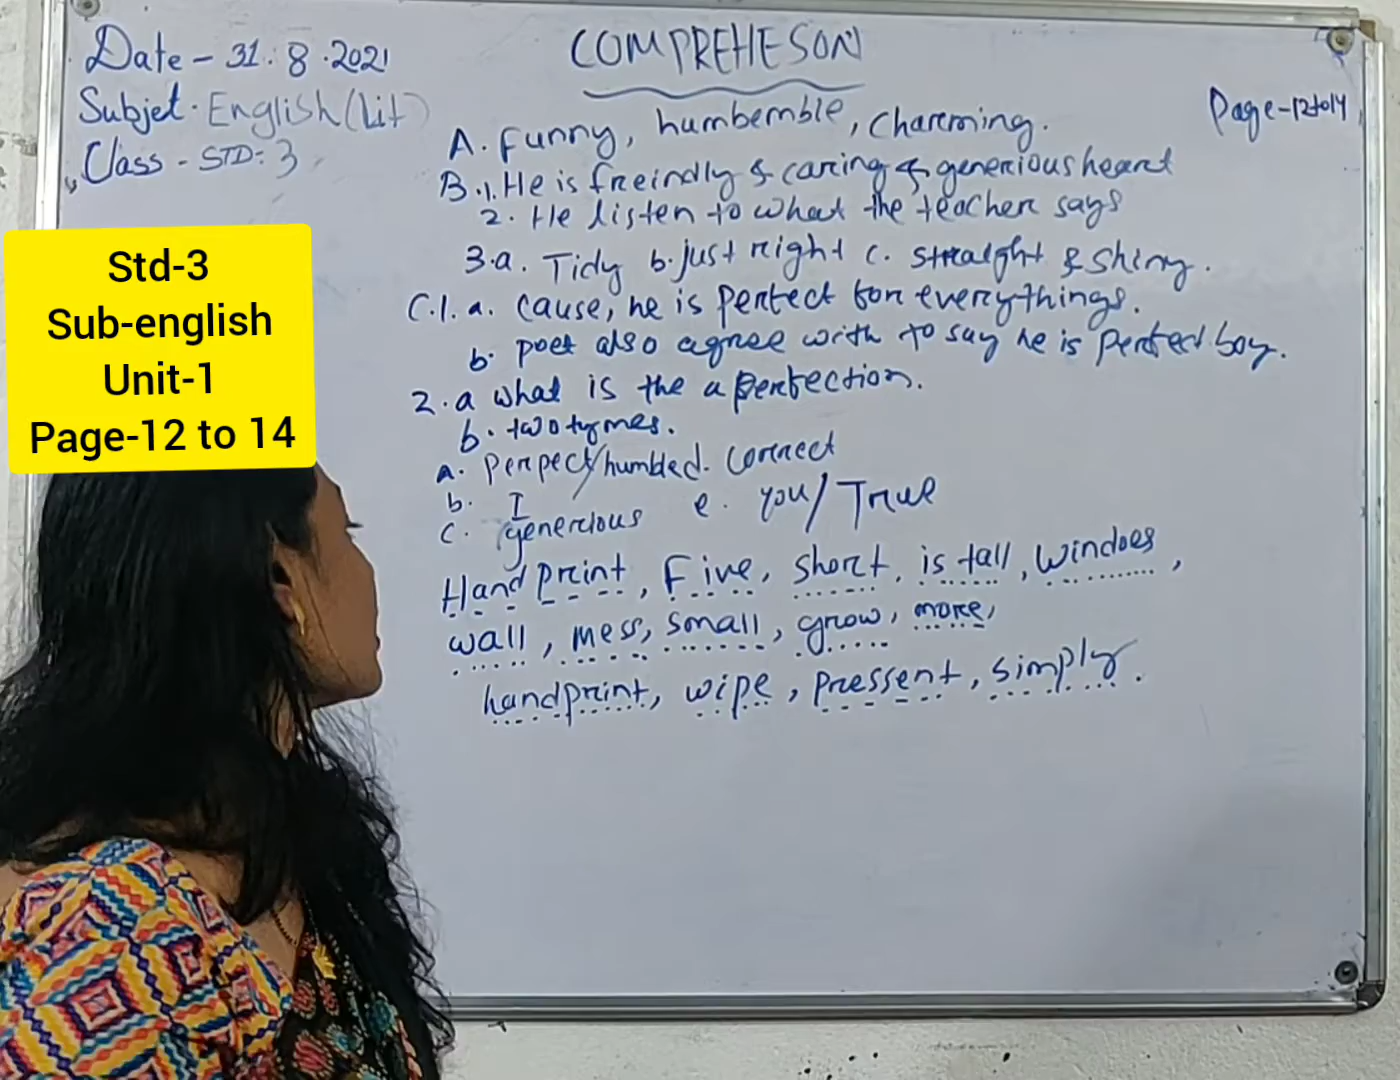 Date - 31.8.2021
Subjet. English (Lit)
Class - STD: 3
COMPREHESON
Page-12to14
A. funny, humbemble, charming.
B.1. He is freindly & caring & generious heart
2. He listen to what the teacher says
3.a. Tidy b. just right c. straight & shiny.
C.1. a. cause, he is perfect for everythings.
b. poet also agree with to say he is perfect boy.
2. a what is the a perfection.
b. two tymes.
a. perpect/humbled. correct
b. I
c. generious e. you/True
Hand print, Five, short, is tall, windoes,
wall, mess, small, grow, more,
handprint, wipe, pressent, simply.
Std-3
Sub-english
Unit-1
Page-12 to 14